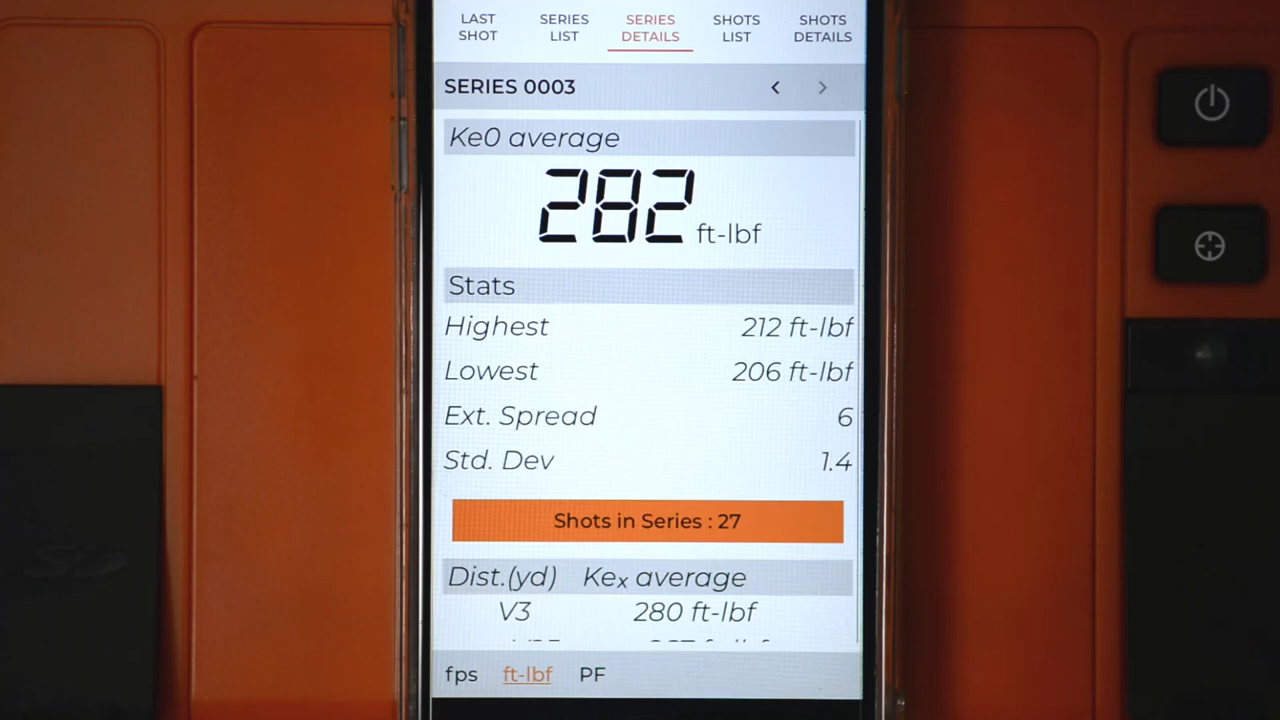 LAST SHOT
SERIES LIST
SERIES DETAILS
SHOTS LIST
SHOTS DETAILS
SERIES 0003
Ke0 average
282 ft-lbf
Stats
Highest 212 ft-lbf
Lowest 206 ft-lbf
Ext. Spread 6
Std. Dev 1.4
Shots in Series : 27
Dist.(yd) Kex average
V3 280 ft-lbf
fps ft-lbf PF